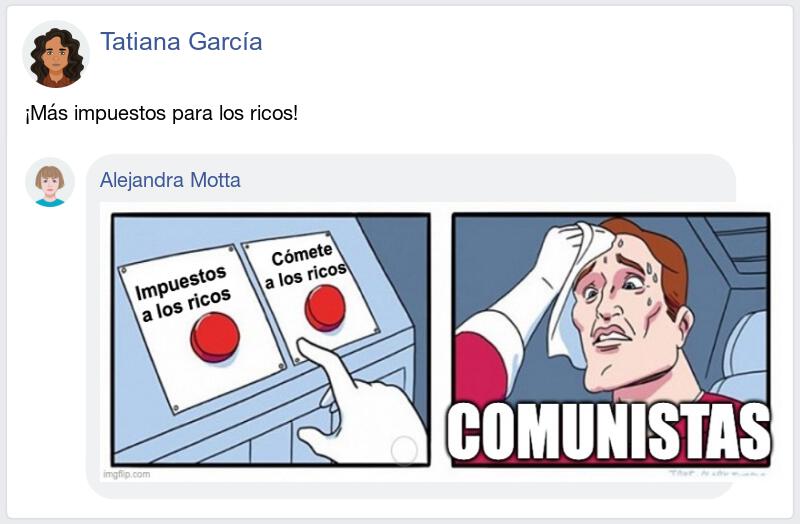 Tatiana García
¡Más impuestos para los ricos!
Alejandra Motta
Impuestos
a los ricos
Cómete
a los ricos
COMUNISTAS
imgflip.com